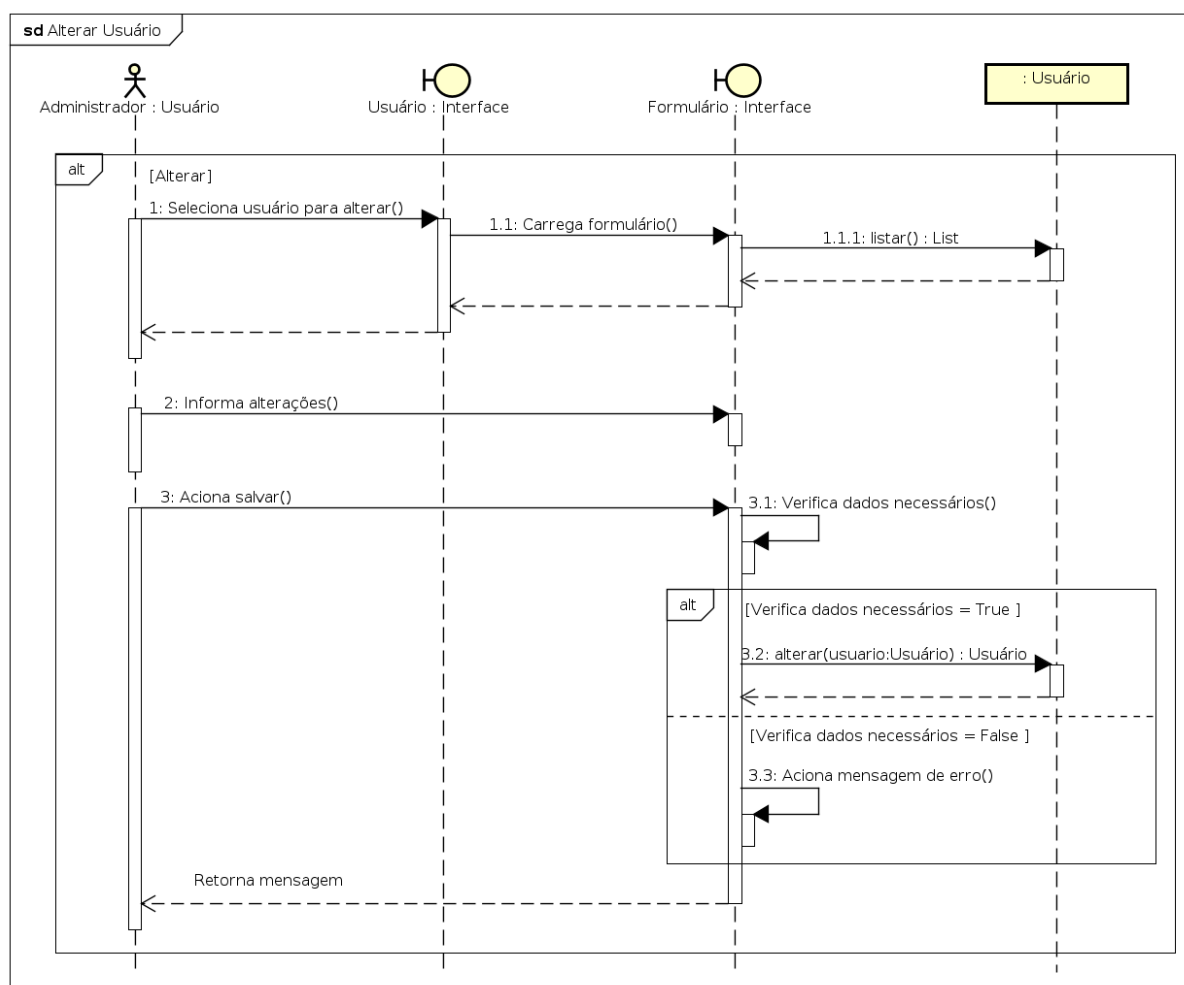 sd Alterar Usuário
Administrador : Usuário
Usuário : Interface
Formulário : Interface
: Usuário
alt
[Alterar]
1: Seleciona usuário para alterar()
1.1: Carrega formulário()
1.1.1: listar() : List
2: Informa alterações()
3: Aciona salvar()
3.1: Verifica dados necessários()
alt
[Verifica dados necessários = True ]
3.2: alterar(usuario:Usuário) : Usuário
[Verifica dados necessários = False ]
3.3: Aciona mensagem de erro()
Retorna mensagem